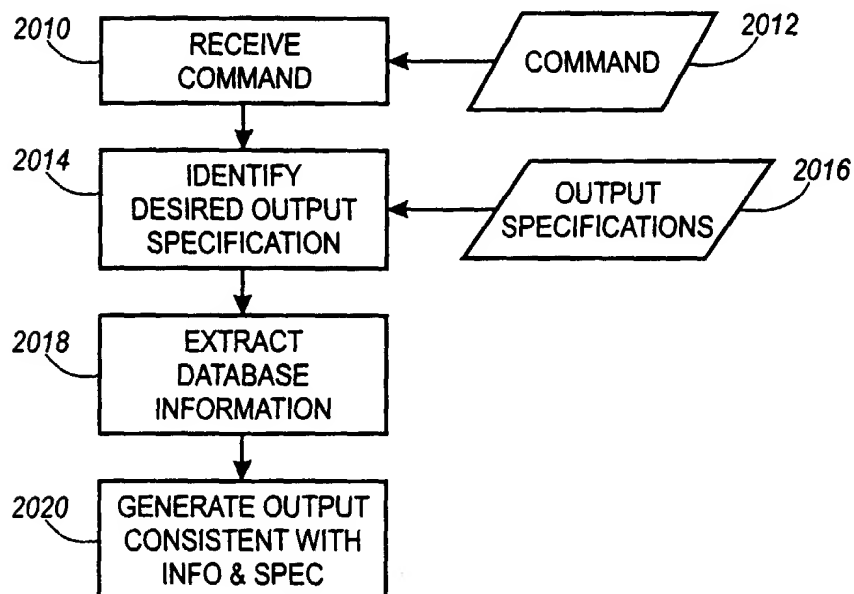 2010
RECEIVE
COMMAND
COMMAND
2012
2014
IDENTIFY
DESIRED OUTPUT
SPECIFICATION
OUTPUT
SPECIFICATIONS
2016
2018
EXTRACT
DATABASE
INFORMATION
2020
GENERATE OUTPUT
CONSISTENT WITH
INFO & SPEC